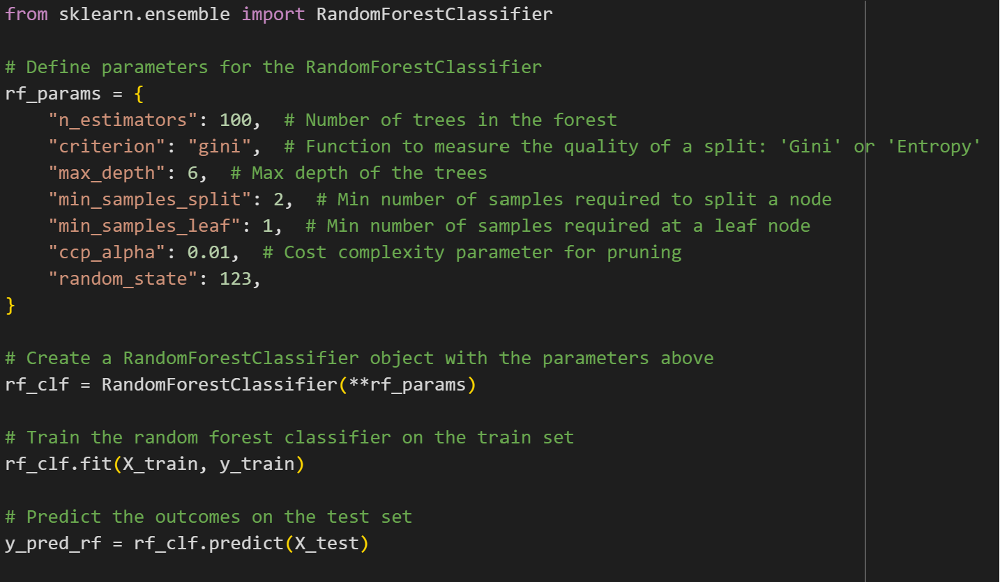 from sklearn.ensemble import RandomForestClassifier
# Define parameters for the RandomForestClassifier
rf_params = {
    "n_estimators": 100,  # Number of trees in the forest
    "criterion": "gini",  # Function to measure the quality of a split: 'Gini' or 'Entropy'
    "max_depth": 6,  # Max depth of the trees
    "min_samples_split": 2,  # Min number of samples required to split a node
    "min_samples_leaf": 1,  # Min number of samples required at a leaf node
    "ccp_alpha": 0.01,  # Cost complexity parameter for pruning
    "random_state": 123,
}
# Create a RandomForestClassifier object with the parameters above
rf_clf = RandomForestClassifier(**rf_params)
# Train the random forest classifier on the train set
rf_clf.fit(X_train, y_train)
# Predict the outcomes on the test set
y_pred_rf = rf_clf.predict(X_test)